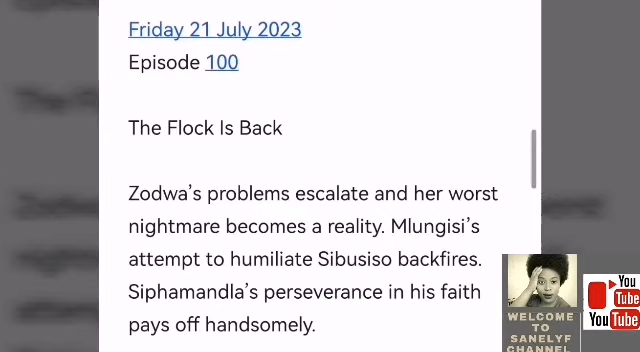 Friday 21 July 2023
Episode 100
The Flock Is Back
Zodwa's problems escalate and her worst
nightmare becomes a reality. Mlungisi's
attempt to humiliate Sibusiso backfires.
Siphamandla's perseverance in his faith
pays off handsomely.
WELCOME
TO
SANELYF
CHANNEL
You
Tube
YouTube